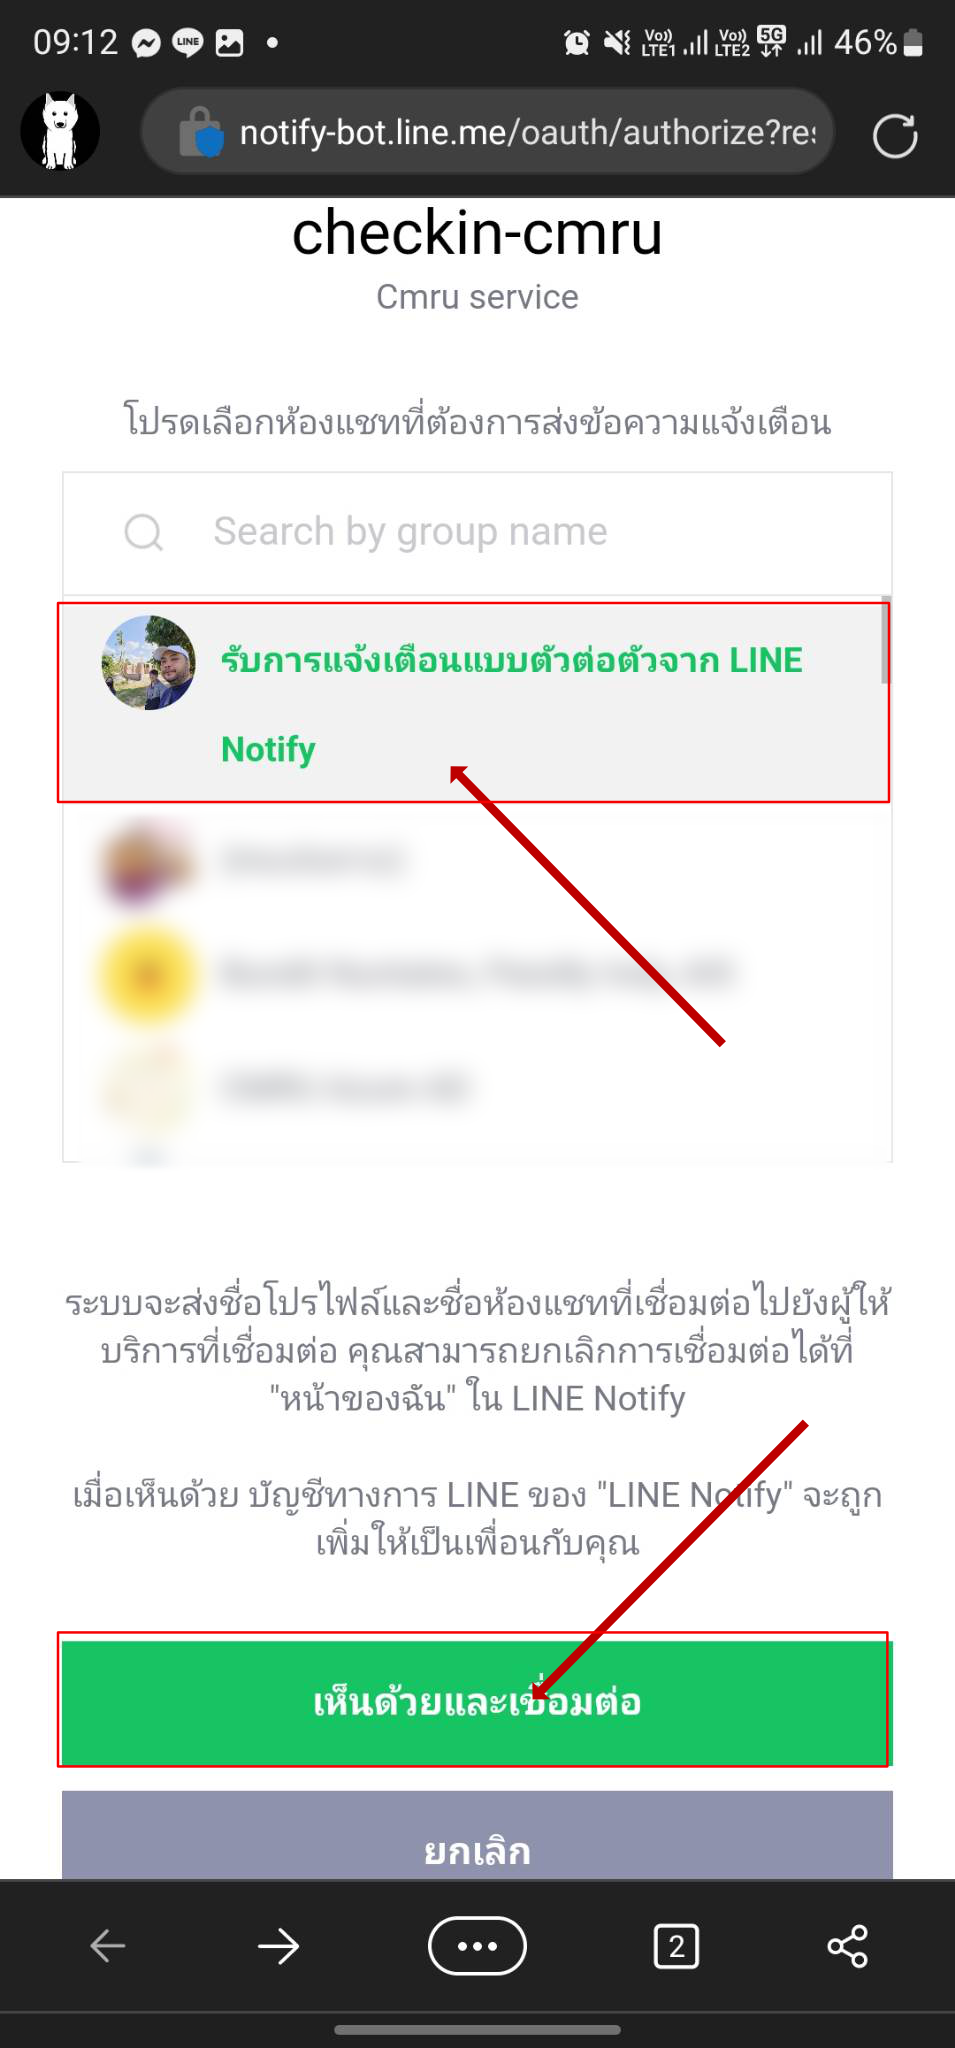 09:12 LINE Vo)) LTE1 Vo)) LTE2 5G 46%
notify-bot.line.me/oauth/authorize?res
checkin-cmru
Cmru service
โปรดเลือกห้องแชทที่ต้องการส่งข้อความแจ้งเตือน
Search by group name
รับการแจ้งเตือนแบบตัวต่อตัวจาก LINE
Notify
ระบบจะส่งชื่อโปรไฟล์และชื่อห้องแชทที่เชื่อมต่อไปยังผู้ให้
บริการที่เชื่อมต่อ คุณสามารถยกเลิกการเชื่อมต่อได้ที่
"หน้าของฉัน" ใน LINE Notify
เมื่อเห็นด้วย บัญชีทางการ LINE ของ "LINE Notify" จะถูก
เพิ่มให้เป็นเพื่อนกับคุณ
เห็นด้วยและเชื่อมต่อ
ยกเลิก
2